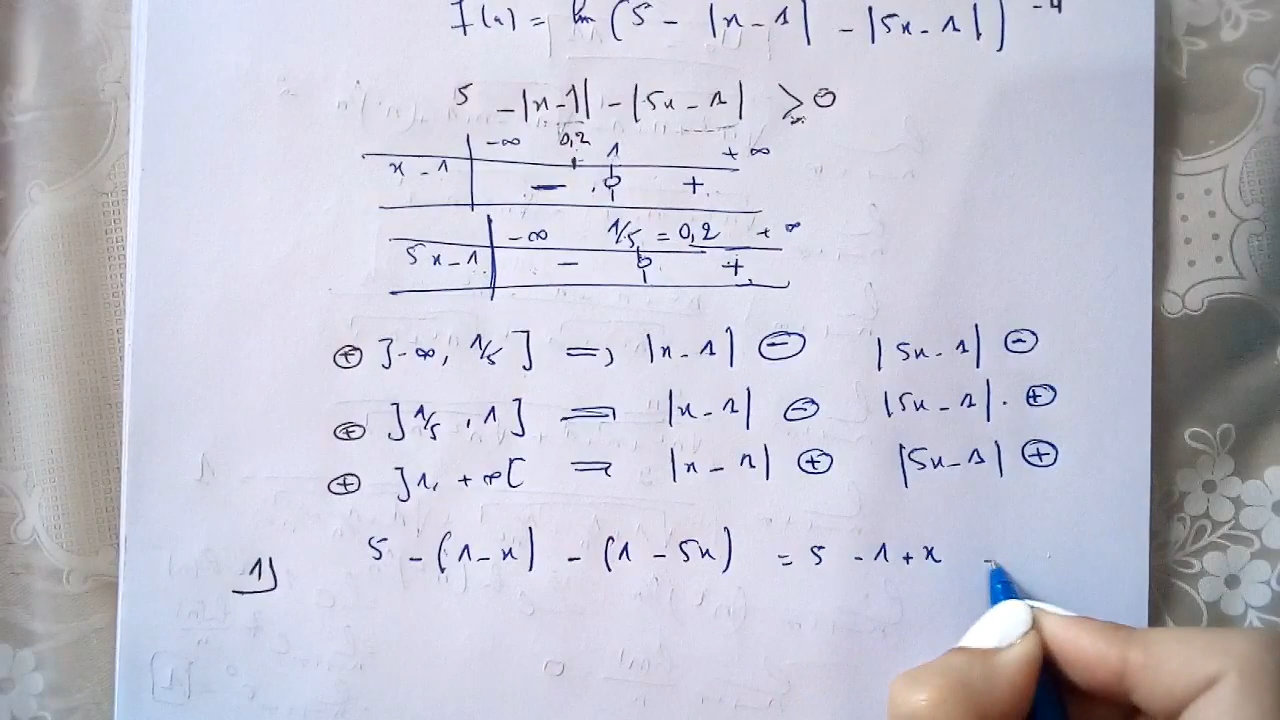 f(x) = ln (5 - |x - 1| - |5x - 1|) - 4
5 - |x - 1| - |5x - 1| ≥ 0
-∞ 0,2 1 + ∞
x - 1 - 0 +
-∞ 1/5 = 0,2 + ∞
5x - 1 - 0 +
⊕ ]-∞, 1/5] => |x - 1| ⊖ |5x - 1| ⊖
⊕ ]1/5, 1] => |x - 1| ⊖ |5x - 1| ⊕
⊕ ]1, +∞[ => |x - 1| ⊕ |5x - 1| ⊕
1) 5 - (1 - x) - (1 - 5x) = 5 - 1 + x -